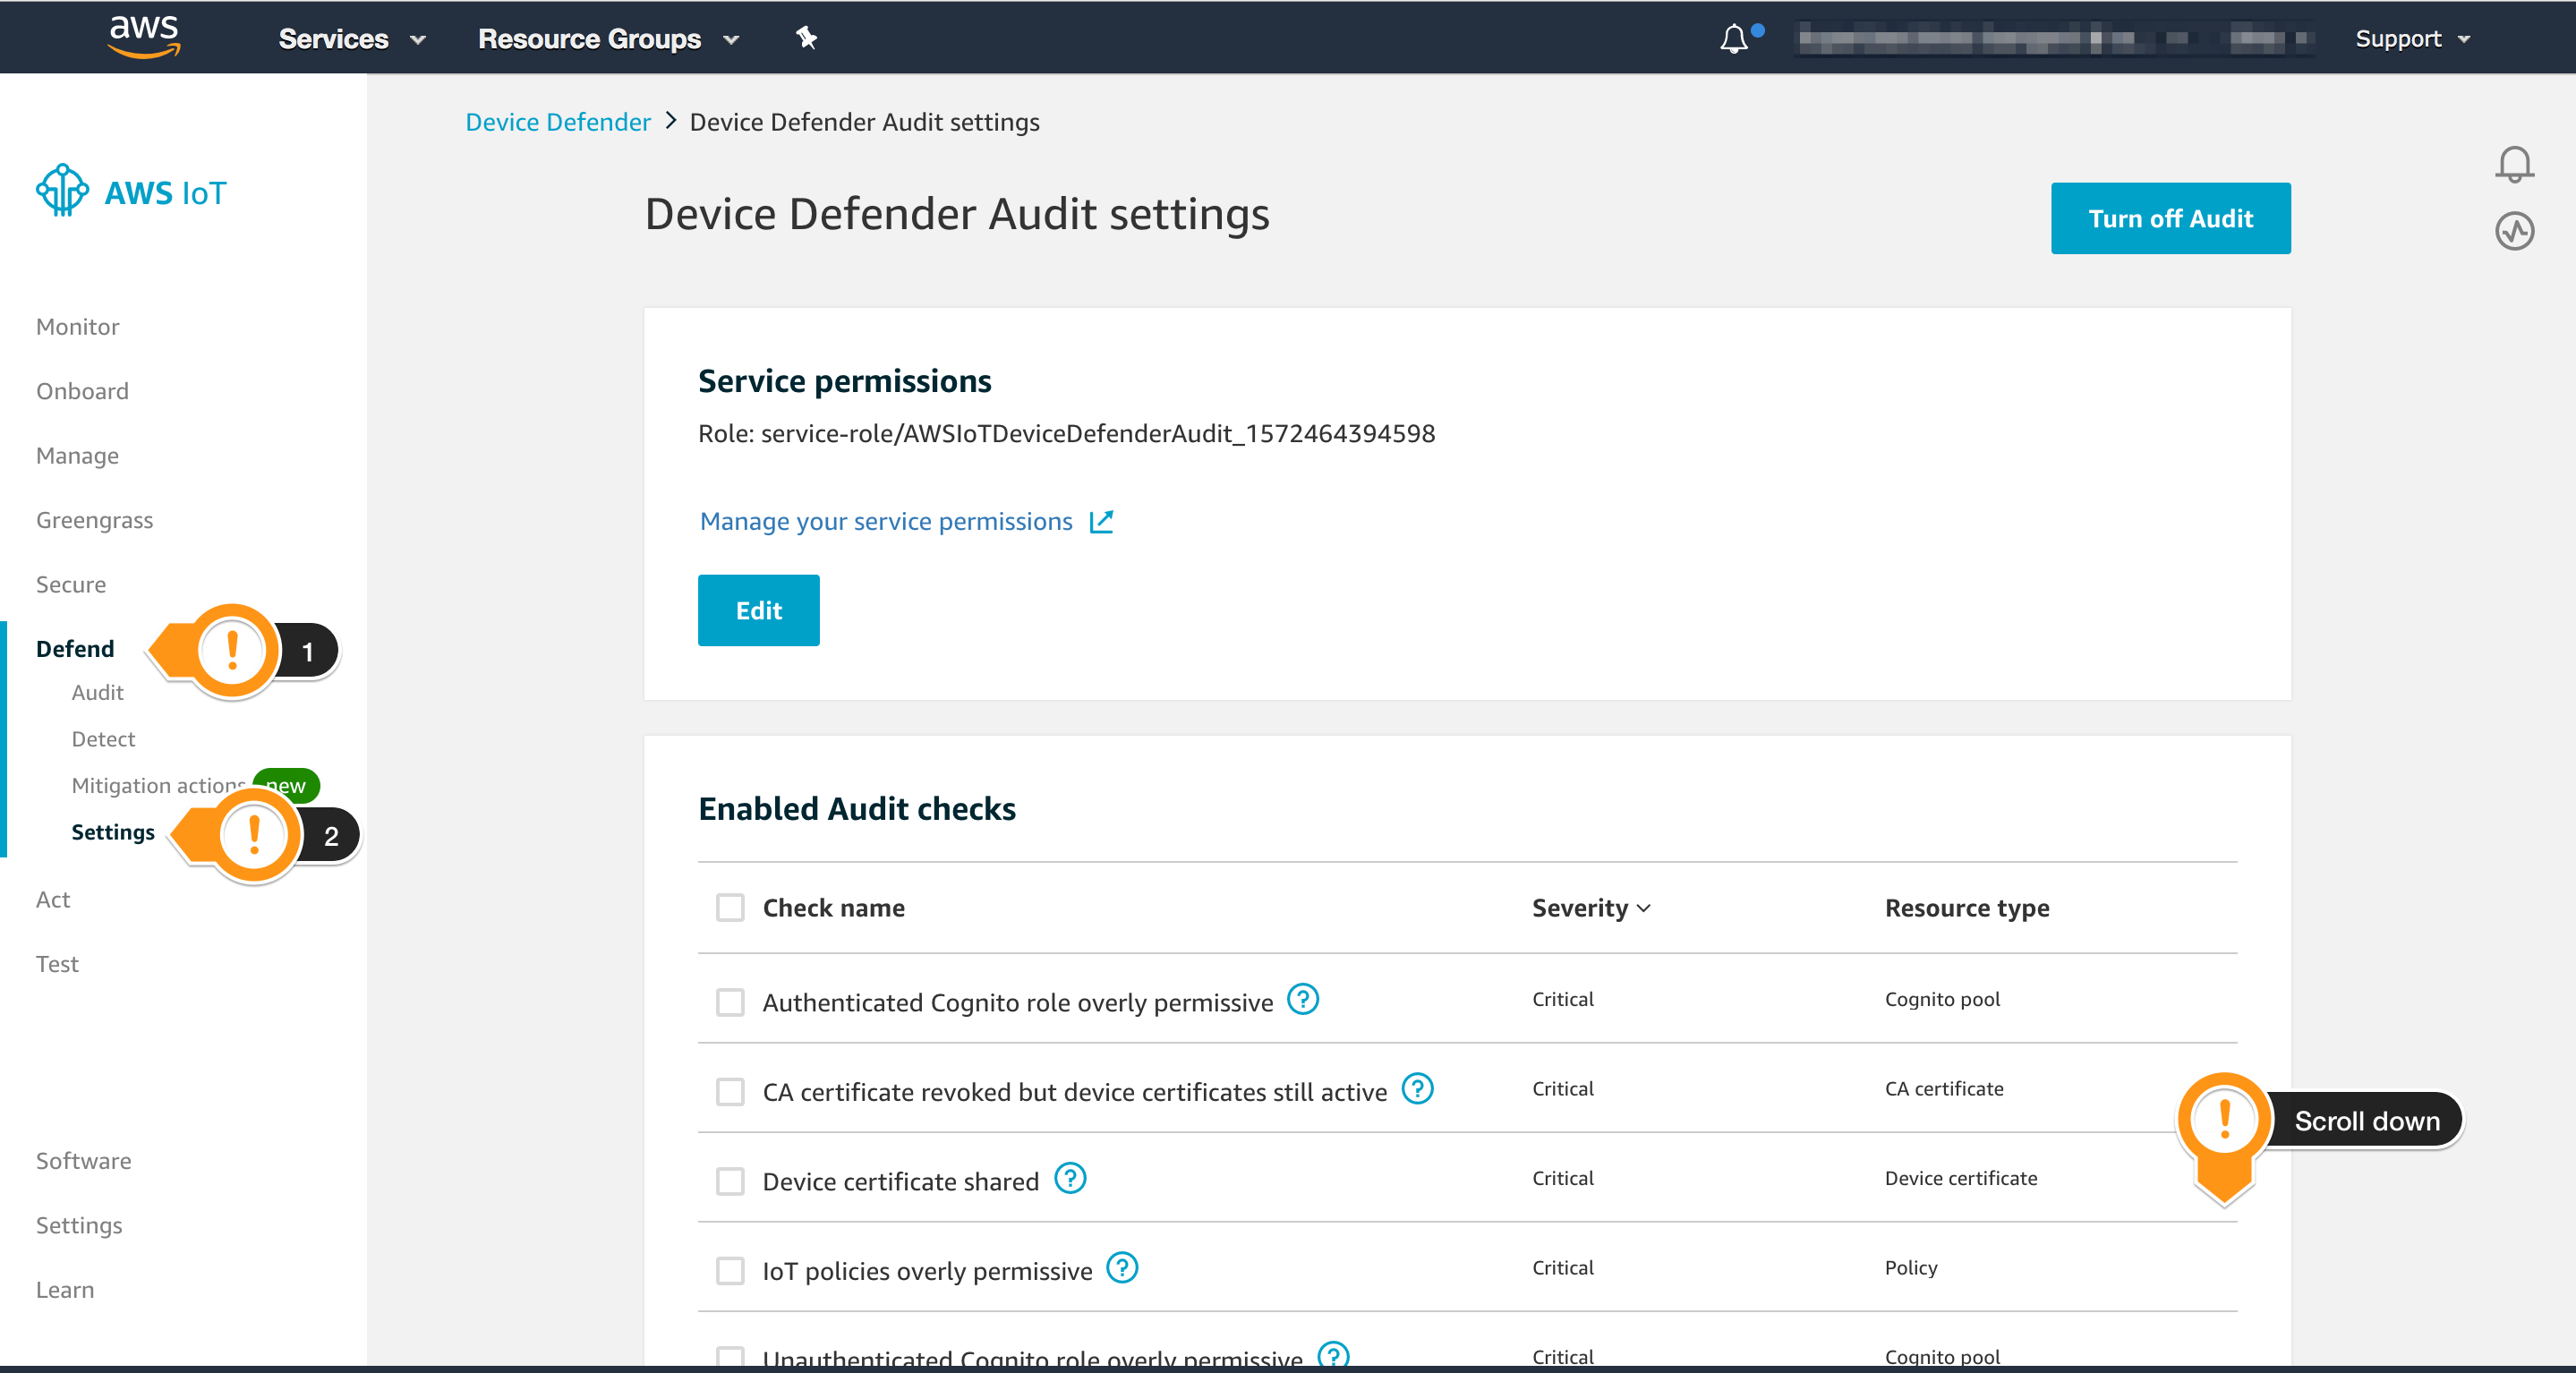 aws Services Resource Groups Support
Device Defender > Device Defender Audit settings
AWS IoT
Device Defender Audit settings
Turn off Audit
Monitor
Onboard
Manage
Greengrass
Secure
Defend ! 1
Audit
Detect
Mitigation actions new
Settings ! 2
Act
Test
Software
Settings
Learn
Service permissions
Role: service-role/AWSIoTDeviceDefenderAudit_1572464394598
Manage your service permissions
Edit
Enabled Audit checks
Check name Severity Resource type
Authenticated Cognito role overly permissive ? Critical Cognito pool
CA certificate revoked but device certificates still active ? Critical CA certificate
! Scroll down
Device certificate shared ? Critical Device certificate
IoT policies overly permissive ? Critical Policy
Unauthenticated Cognito role overly permissive ? Critical Cognito pool